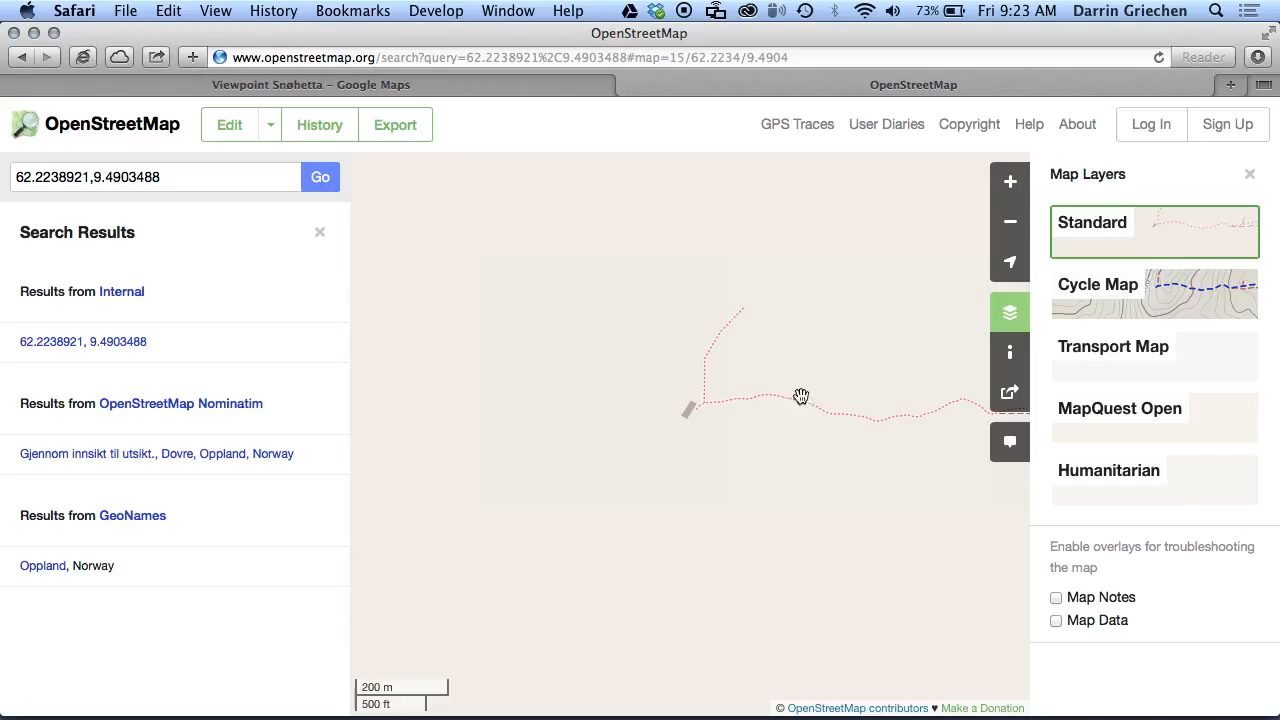 Safari File Edit View History Bookmarks Develop Window Help 73% Fri 9:23 AM Darrin Griechen
OpenStreetMap
www.openstreetmap.org/search?query=62.2238921%2C9.4903488#map=15/62.2234/9.4904
Reader
Viewpoint Snøhetta – Google Maps
OpenStreetMap
OpenStreetMap
Edit
History
Export
GPS Traces
User Diaries
Copyright
Help
About
Log In
Sign Up
62.2238921,9.4903488
Go
Search Results
Results from Internal
62.2238921, 9.4903488
Results from OpenStreetMap Nominatim
Gjennom innsikt til utsikt., Dovre, Oppland, Norway
Results from GeoNames
Oppland, Norway
200 m
500 ft
© OpenStreetMap contributors ♥ Make a Donation
Map Layers
Standard
Cycle Map
Transport Map
MapQuest Open
Humanitarian
Enable overlays for troubleshooting
the map
Map Notes
Map Data